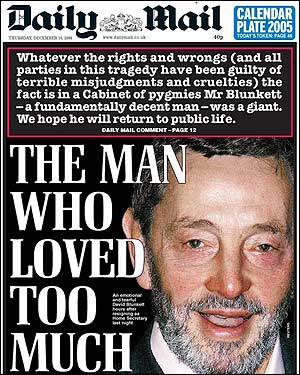 Daily Mail
CALENDAR
PLATE 2005
TODAY'S TOKEN: PAGE 46
THURSDAY, DECEMBER 16, 2004
www.dailymail.co.uk
40p
Whatever the rights and wrongs (and all
parties in this tragedy have been guilty of
terrible misjudgments and cruelties) the
fact is in a Cabinet of pygmies Mr Blunkett
– a fundamentally decent man – was a giant.
We hope he will return to public life.
DAILY MAIL COMMENT – PAGE 12
THE MAN
WHO
LOVED
TOO
MUCH
An emotional
and tearful
David Blunkett
hours after
resigning as
Home Secretary
last night